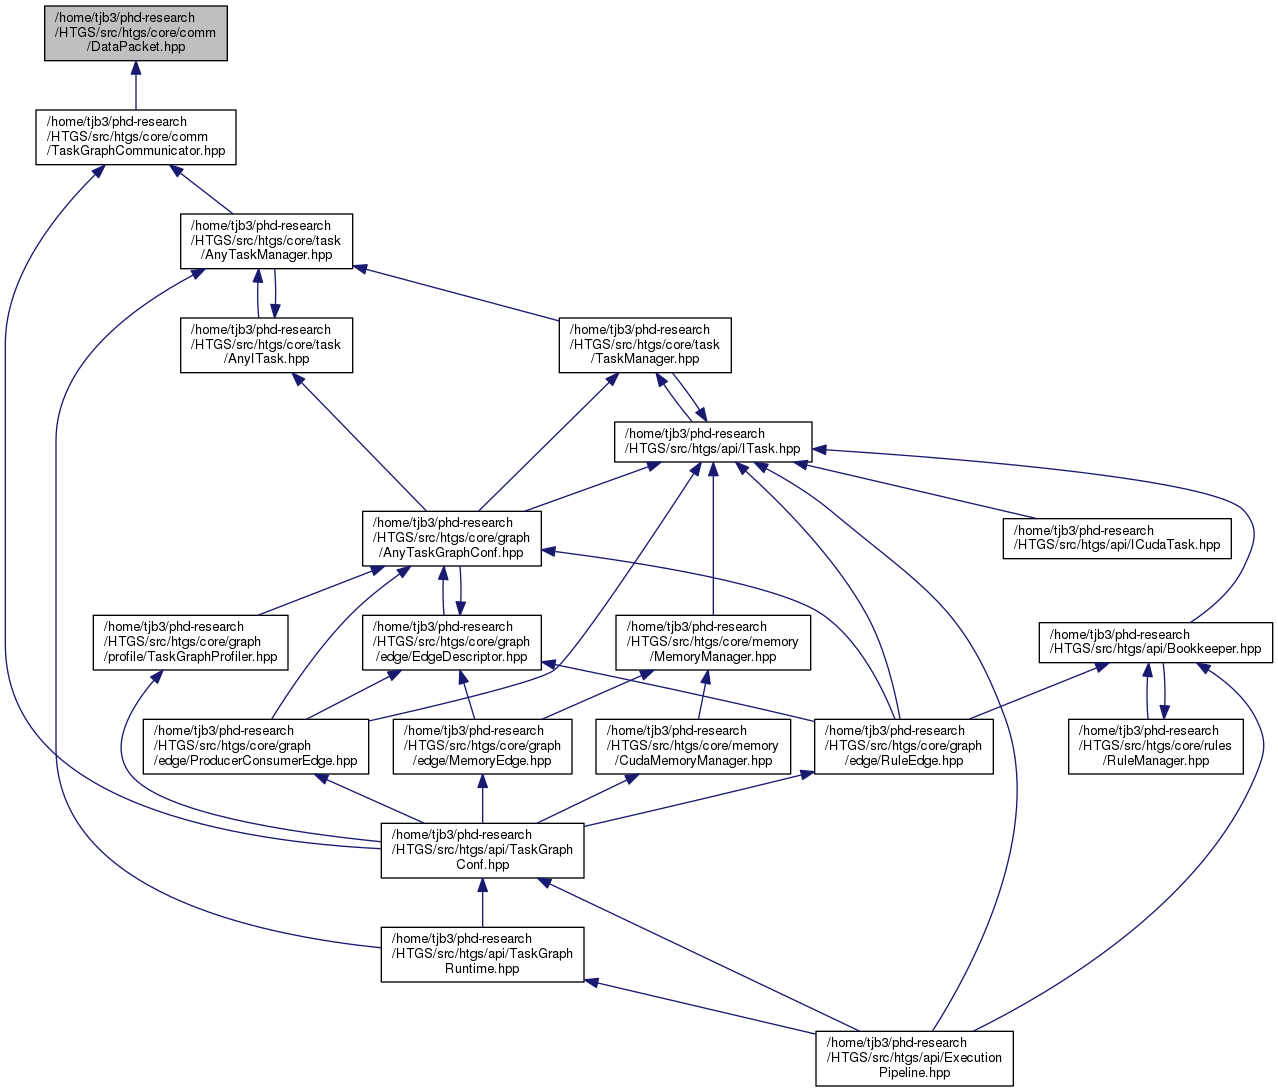 /home/tjb3/phd-research
/HTGS/src/htgs/core/comm
/DataPacket.hpp
/home/tjb3/phd-research
/HTGS/src/htgs/core/comm
/TaskGraphCommunicator.hpp
/home/tjb3/phd-research
/HTGS/src/htgs/core/task
/AnyTaskManager.hpp
/home/tjb3/phd-research
/HTGS/src/htgs/core/task
/AnyITask.hpp
/home/tjb3/phd-research
/HTGS/src/htgs/core/task
/TaskManager.hpp
/home/tjb3/phd-research
/HTGS/src/htgs/api/ITask.hpp
/home/tjb3/phd-research
/HTGS/src/htgs/core/graph
/AnyTaskGraphConf.hpp
/home/tjb3/phd-research
/HTGS/src/htgs/api/ICudaTask.hpp
/home/tjb3/phd-research
/HTGS/src/htgs/core/graph
/profile/TaskGraphProfiler.hpp
/home/tjb3/phd-research
/HTGS/src/htgs/core/graph
/edge/EdgeDescriptor.hpp
/home/tjb3/phd-research
/HTGS/src/htgs/core/memory
/MemoryManager.hpp
/home/tjb3/phd-research
/HTGS/src/htgs/api/Bookkeeper.hpp
/home/tjb3/phd-research
/HTGS/src/htgs/core/graph
/edge/ProducerConsumerEdge.hpp
/home/tjb3/phd-research
/HTGS/src/htgs/core/graph
/edge/MemoryEdge.hpp
/home/tjb3/phd-research
/HTGS/src/htgs/core/memory
/CudaMemoryManager.hpp
/home/tjb3/phd-research
/HTGS/src/htgs/core/graph
/edge/RuleEdge.hpp
/home/tjb3/phd-research
/HTGS/src/htgs/core/rules
/RuleManager.hpp
/home/tjb3/phd-research
/HTGS/src/htgs/api/TaskGraph
Conf.hpp
/home/tjb3/phd-research
/HTGS/src/htgs/api/TaskGraph
Runtime.hpp
/home/tjb3/phd-research
/HTGS/src/htgs/api/Execution
Pipeline.hpp